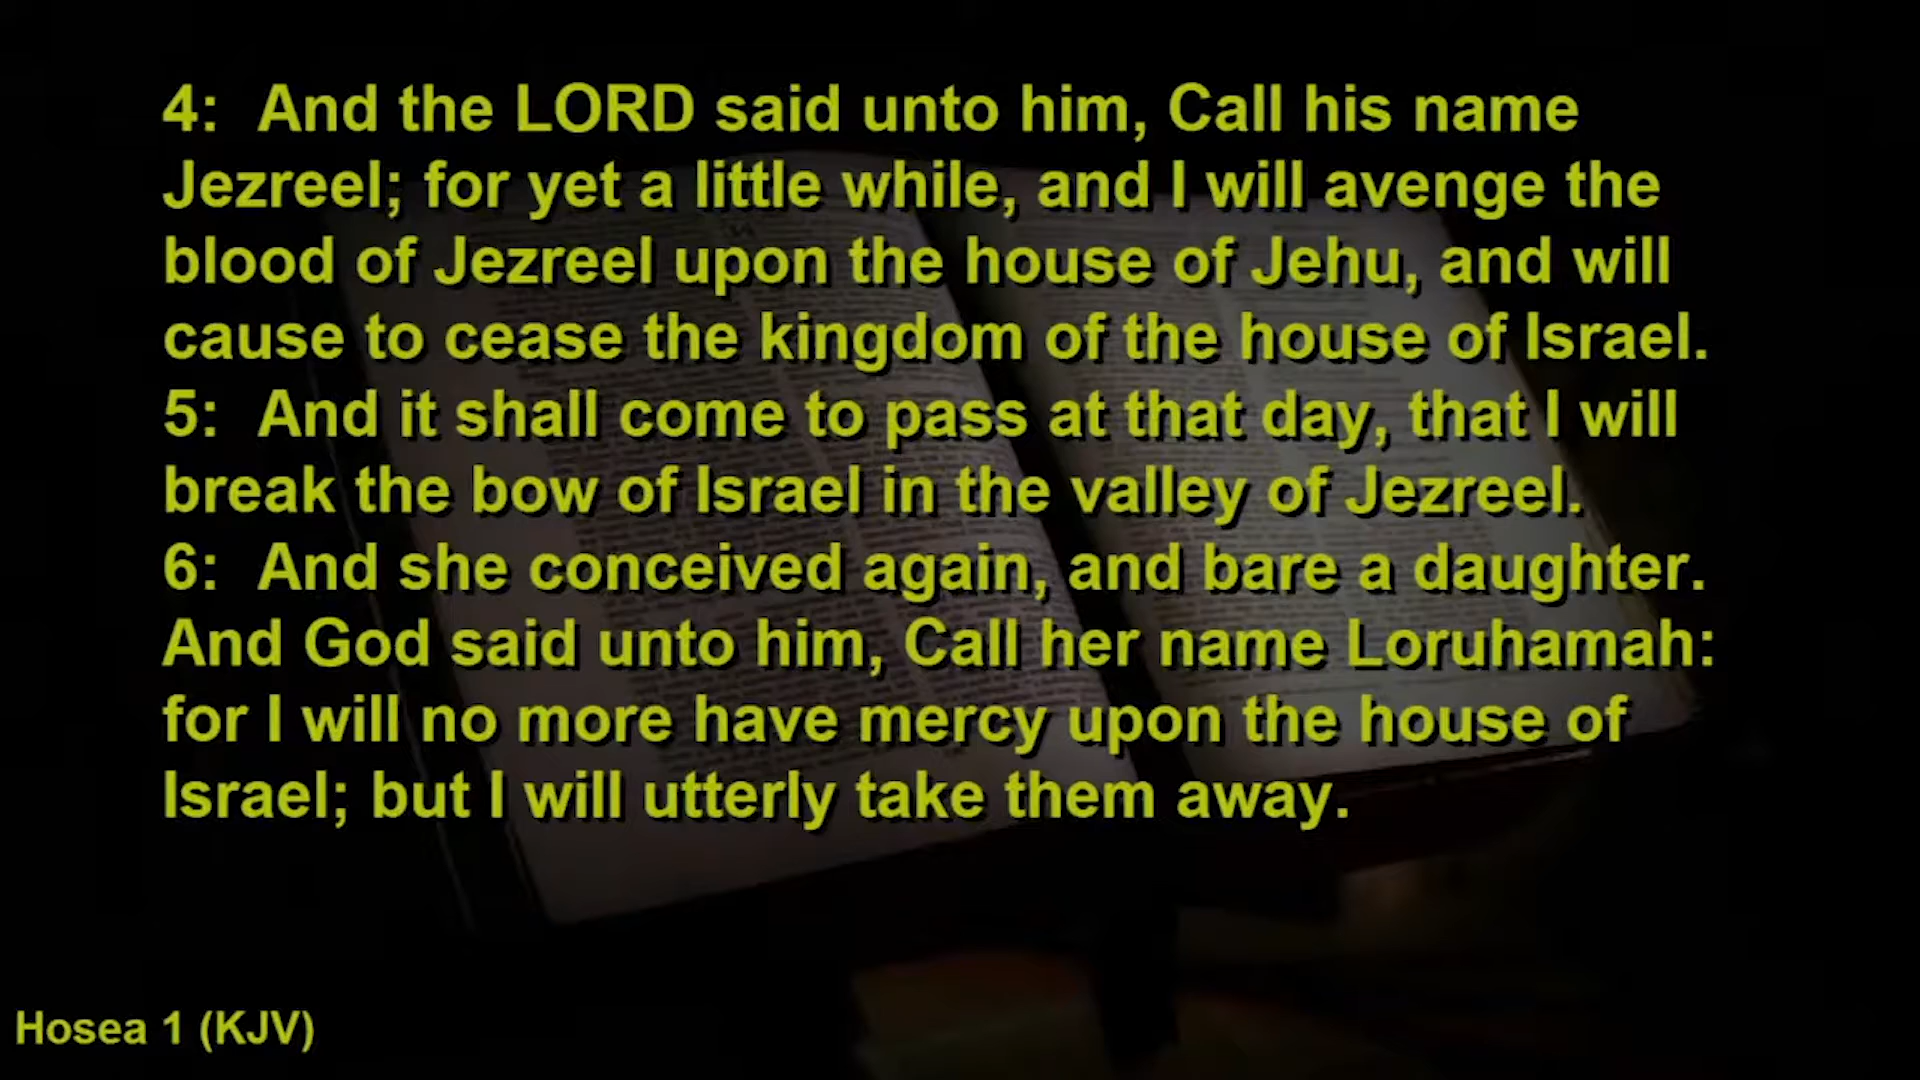 4:  And the LORD said unto him, Call his name
Jezreel; for yet a little while, and I will avenge the
blood of Jezreel upon the house of Jehu, and will
cause to cease the kingdom of the house of Israel.
5:  And it shall come to pass at that day, that I will
break the bow of Israel in the valley of Jezreel.
6:  And she conceived again, and bare a daughter.
And God said unto him, Call her name Loruhamah:
for I will no more have mercy upon the house of
Israel; but I will utterly take them away.
Hosea 1 (KJV)